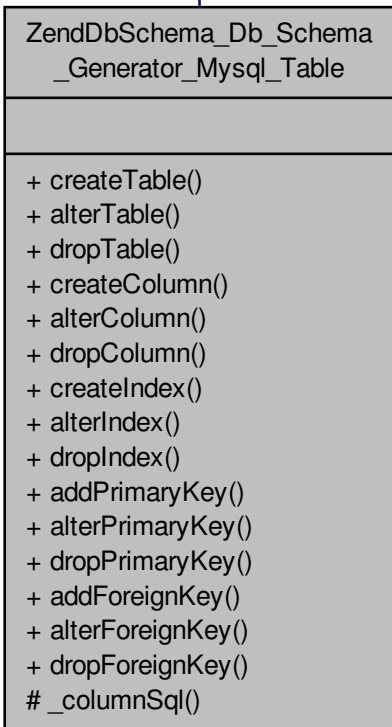 ZendDbSchema_Db_Schema
_Generator_Mysql_Table
+ createTable()
+ alterTable()
+ dropTable()
+ createColumn()
+ alterColumn()
+ dropColumn()
+ createIndex()
+ alterIndex()
+ dropIndex()
+ addPrimaryKey()
+ alterPrimaryKey()
+ dropPrimaryKey()
+ addForeignKey()
+ alterForeignKey()
+ dropForeignKey()
# _columnSql()